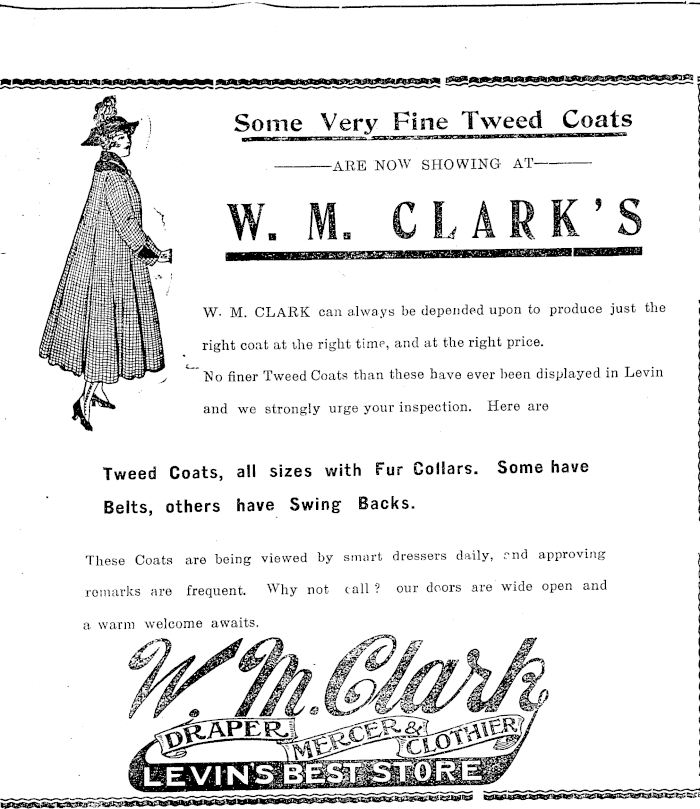 Some Very Fine Tweed Coats
ARE NOW SHOWING AT
W. M. CLARK'S
W. M. CLARK can always be depended upon to produce just the
right coat at the right time, and at the right price.
No finer Tweed Coats than these have ever been displayed in Levin
and we strongly urge your inspection. Here are
Tweed Coats, all sizes with Fur Collars. Some have
Belts, others have Swing Backs.
These Coats are being viewed by smart dressers daily, and approving
remarks are frequent. Why not call? our doors are wide open and
a warm welcome awaits.
W. M. Clark
DRAPER
MERCER &
CLOTHIER
LEVIN'S BEST STORE